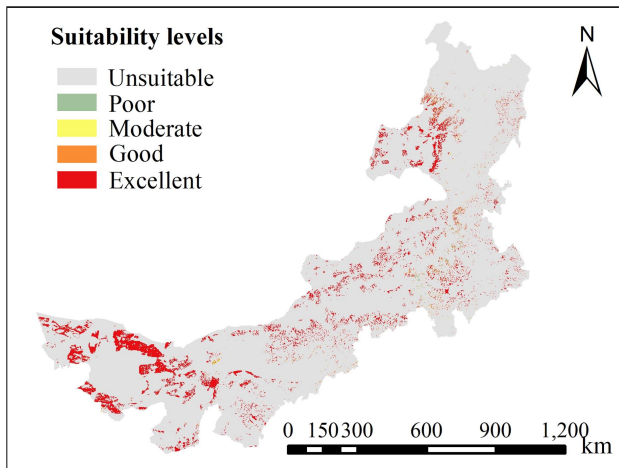 Suitability levels
Unsuitable
Poor
Moderate
Good
Excellent
N
0 150 300 600 900 1,200
km